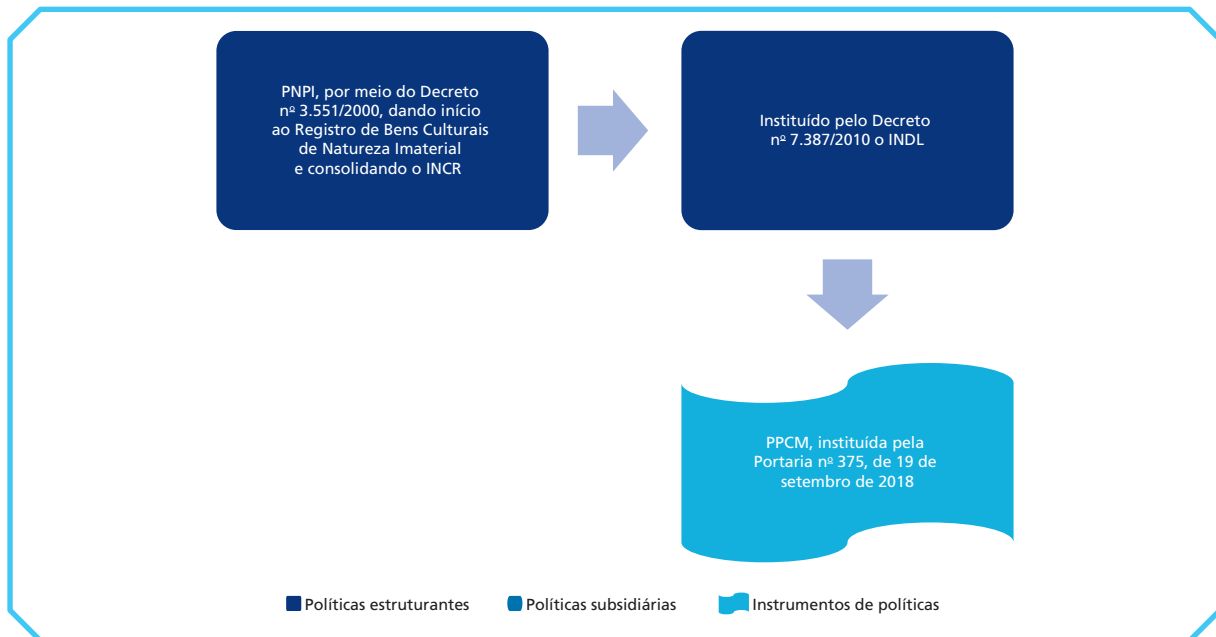 PNPI, por meio do Decreto
nº 3.551/2000, dando início
ao Registro de Bens Culturais
de Natureza Imaterial
e consolidando o INCR
Instituído pelo Decreto
nº 7.387/2010 o INDL
PPCM, instituída pela
Portaria nº 375, de 19 de
setembro de 2018
Políticas estruturantes Políticas subsidiárias Instrumentos de políticas